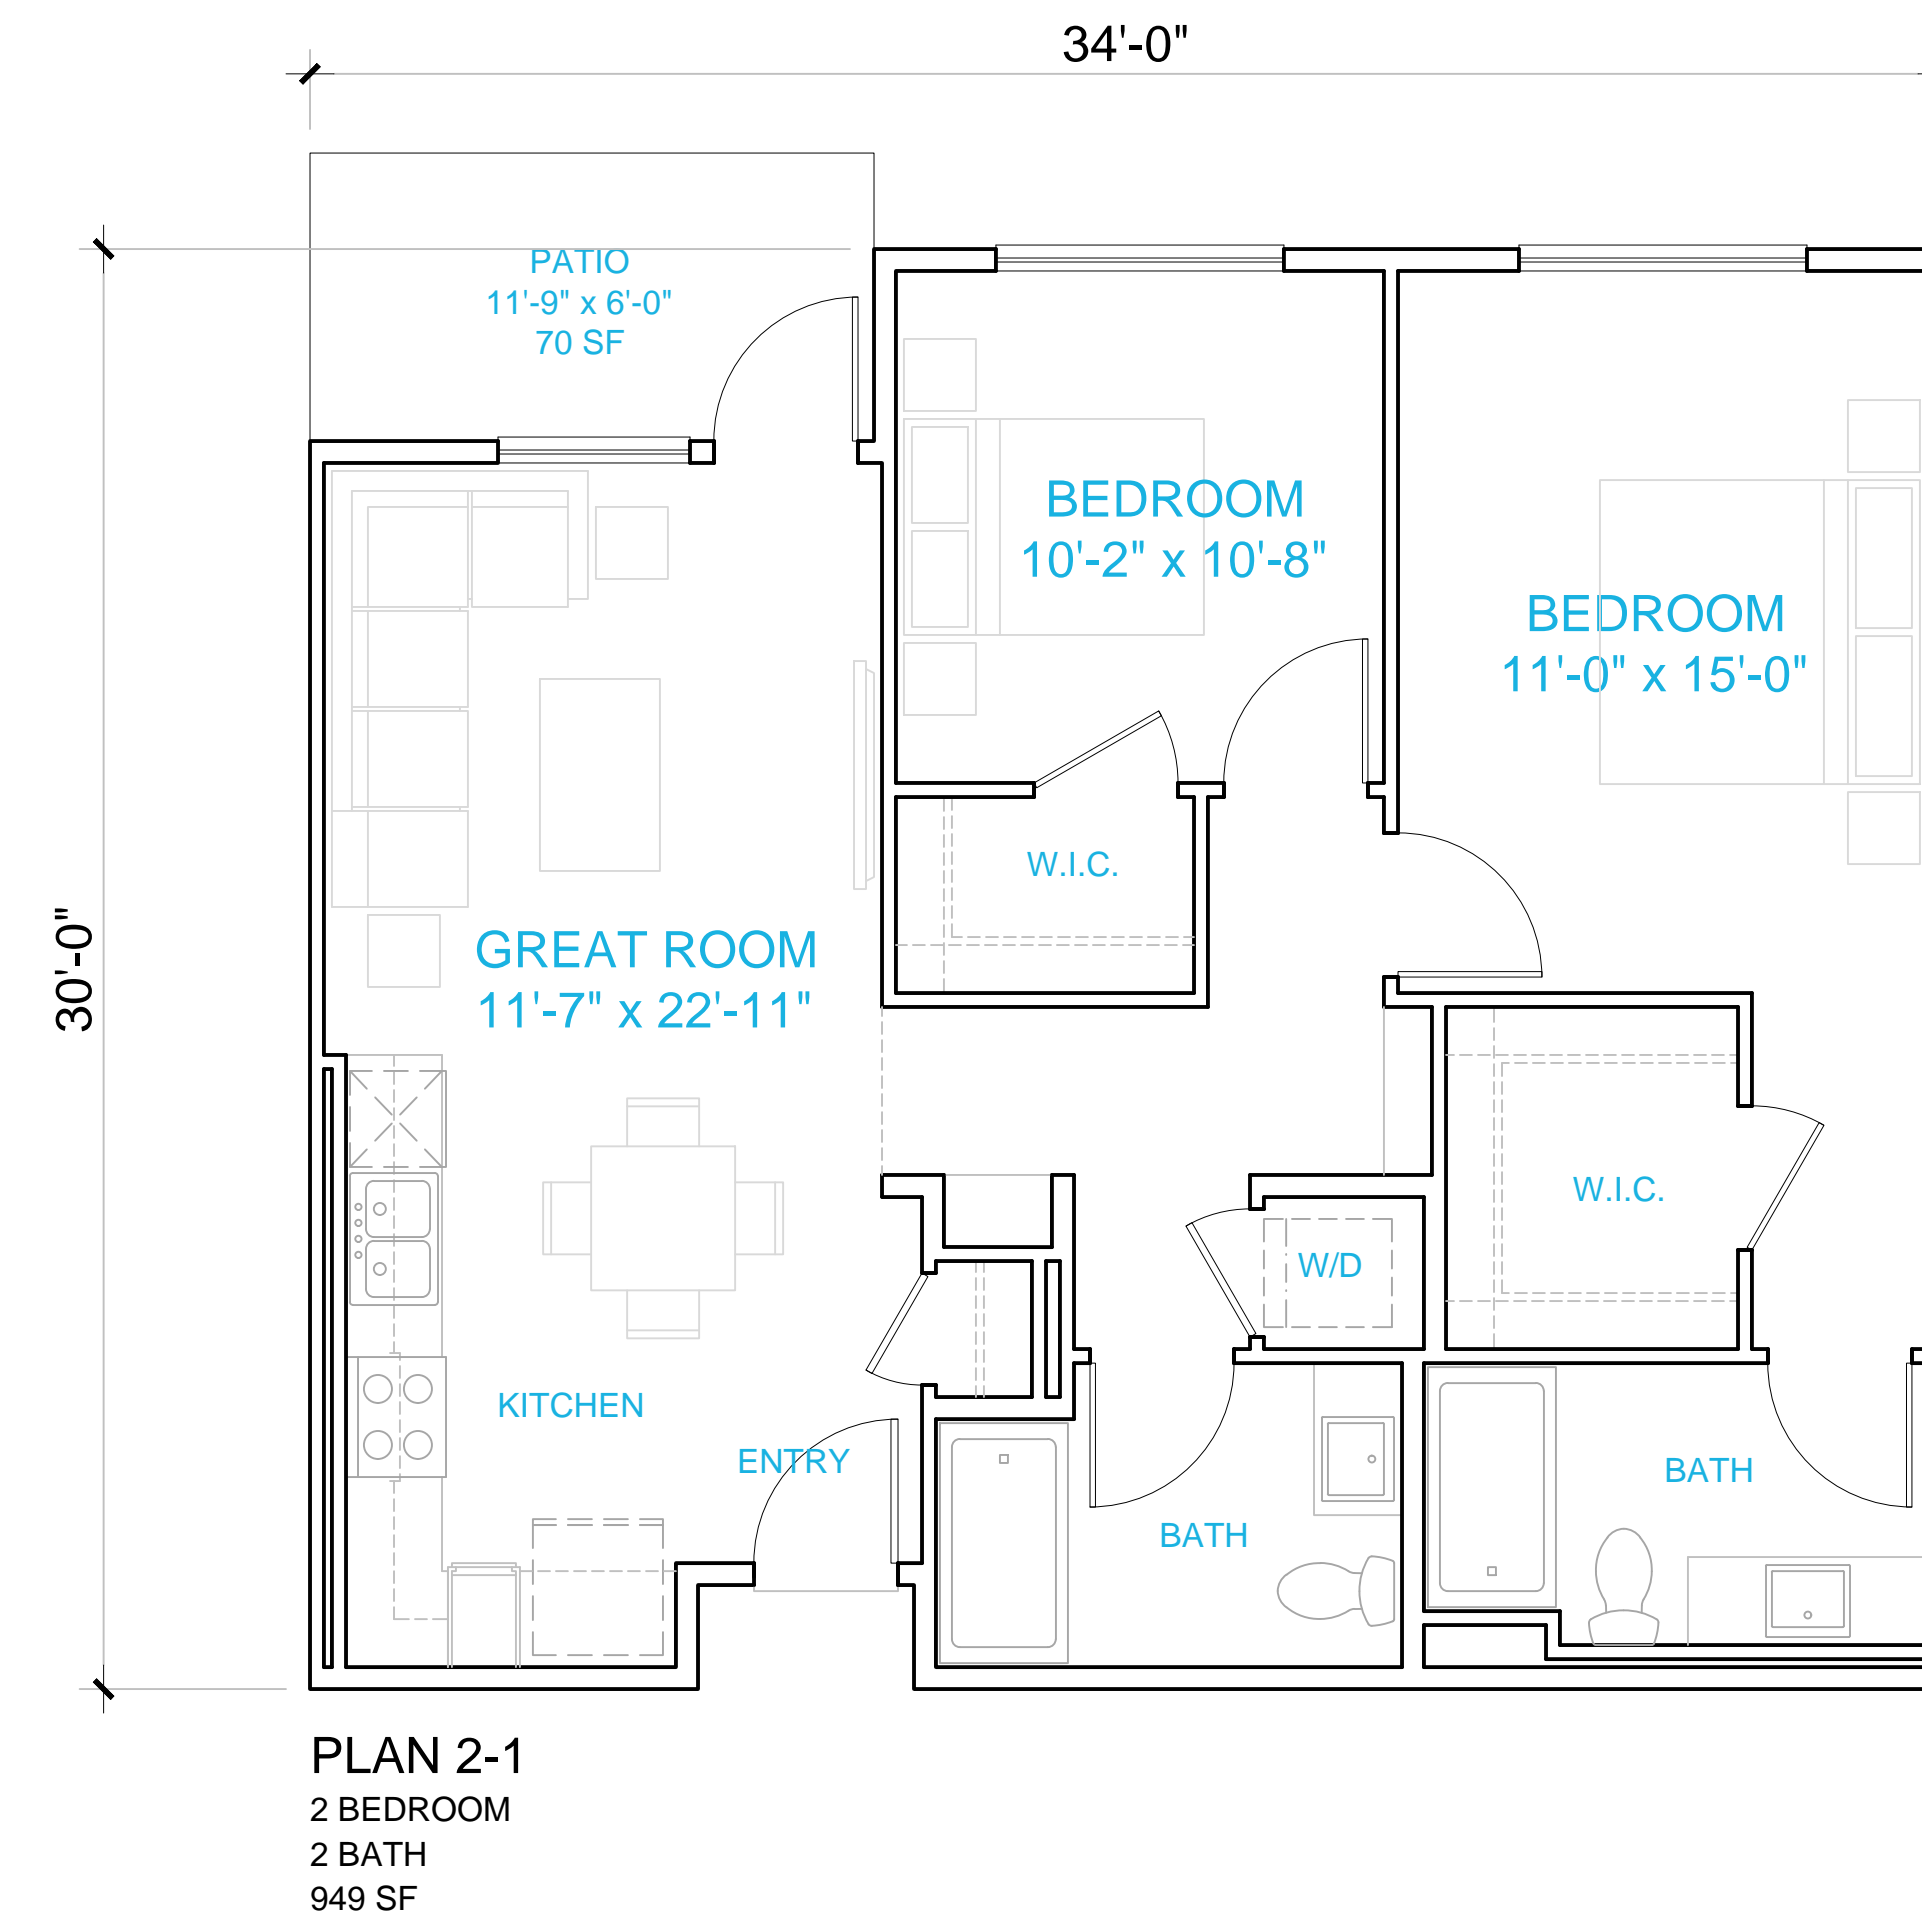 34'-0"
30'-0"
PATIO
11'-9" x 6'-0"
70 SF
BEDROOM
10'-2" x 10'-8"
BEDROOM
11'-0" x 15'-0"
W.I.C.
GREAT ROOM
11'-7" x 22'-11"
W.I.C.
W/D
KITCHEN
ENTRY
BATH
BATH
PLAN 2-1
2 BEDROOM
2 BATH
949 SF